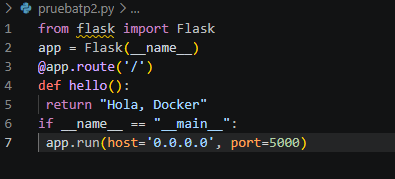 > pruebatp2.py > ...
1 from flask import Flask
2 app = Flask(__name__)
3 @app.route('/')
4 def hello():
5  return "Hola, Docker"
6 if __name__ == "__main__":
7  app.run(host='0.0.0.0', port=5000)